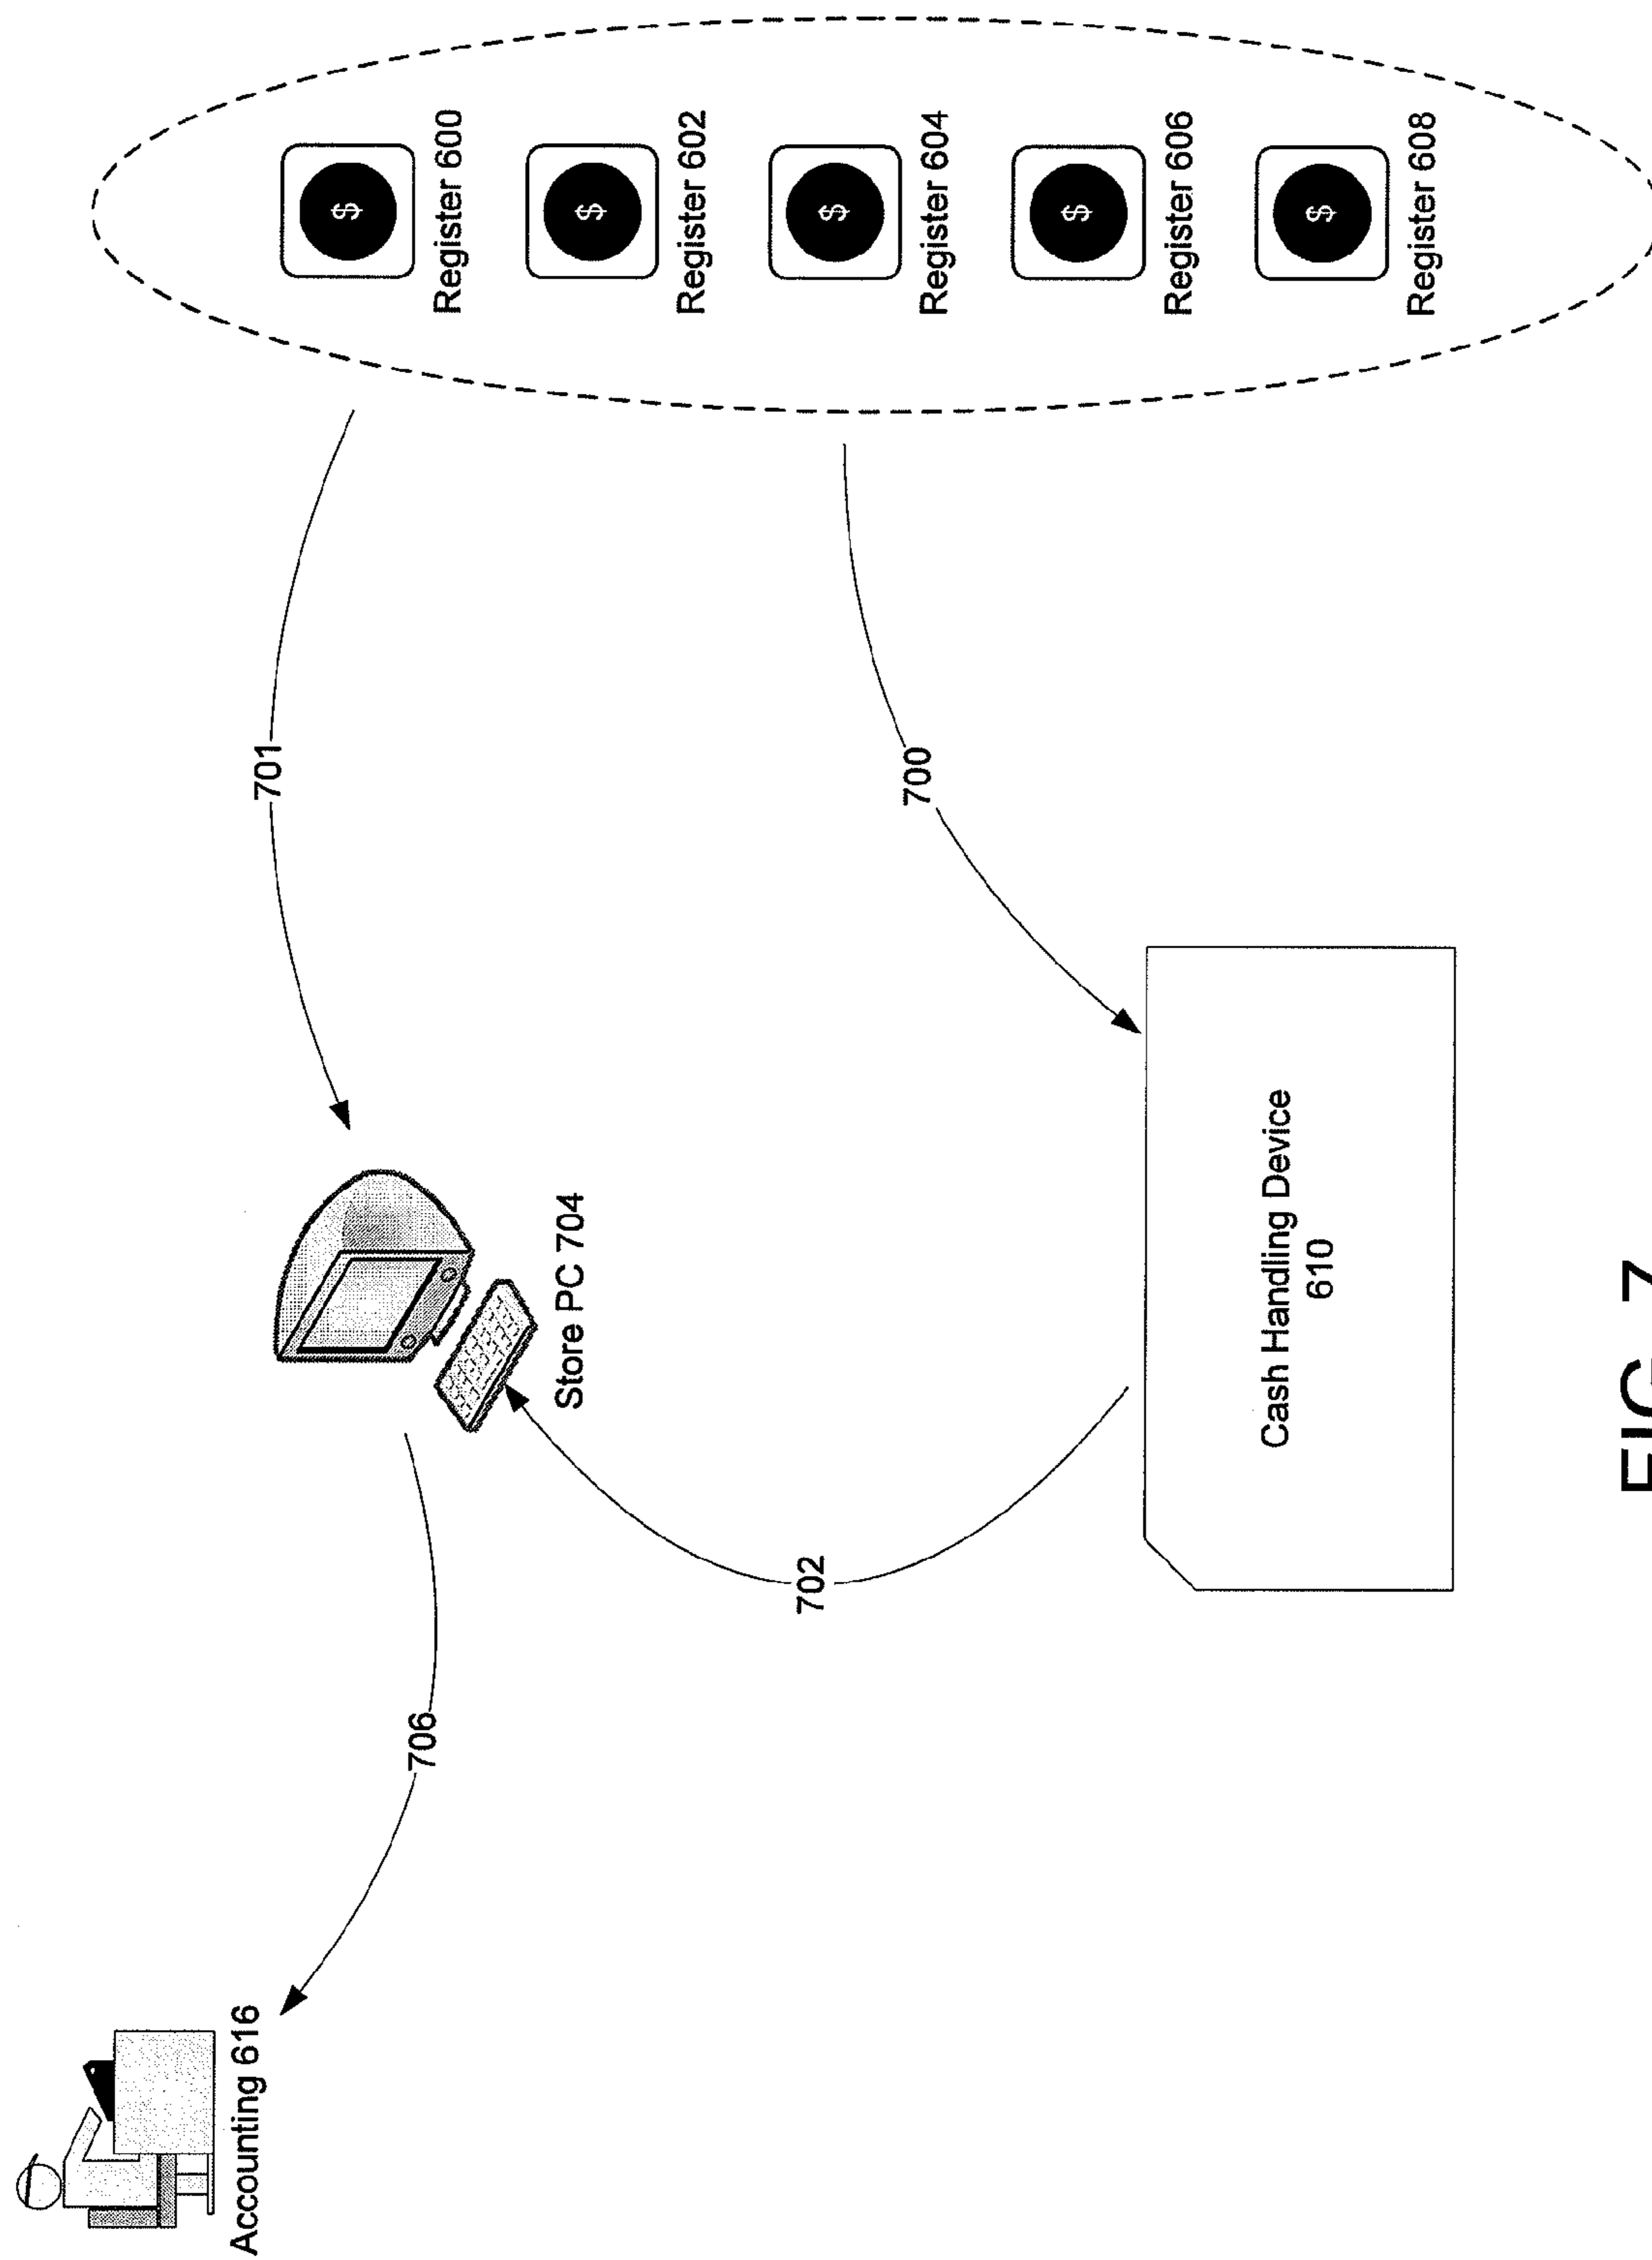 Accounting 616
701
$
706
Register 600
Store PC 704
$
Register 602
702
$
700
Register 604
$
Register 606
Cash Handling Device
610
$
Register 608
FIG. 7